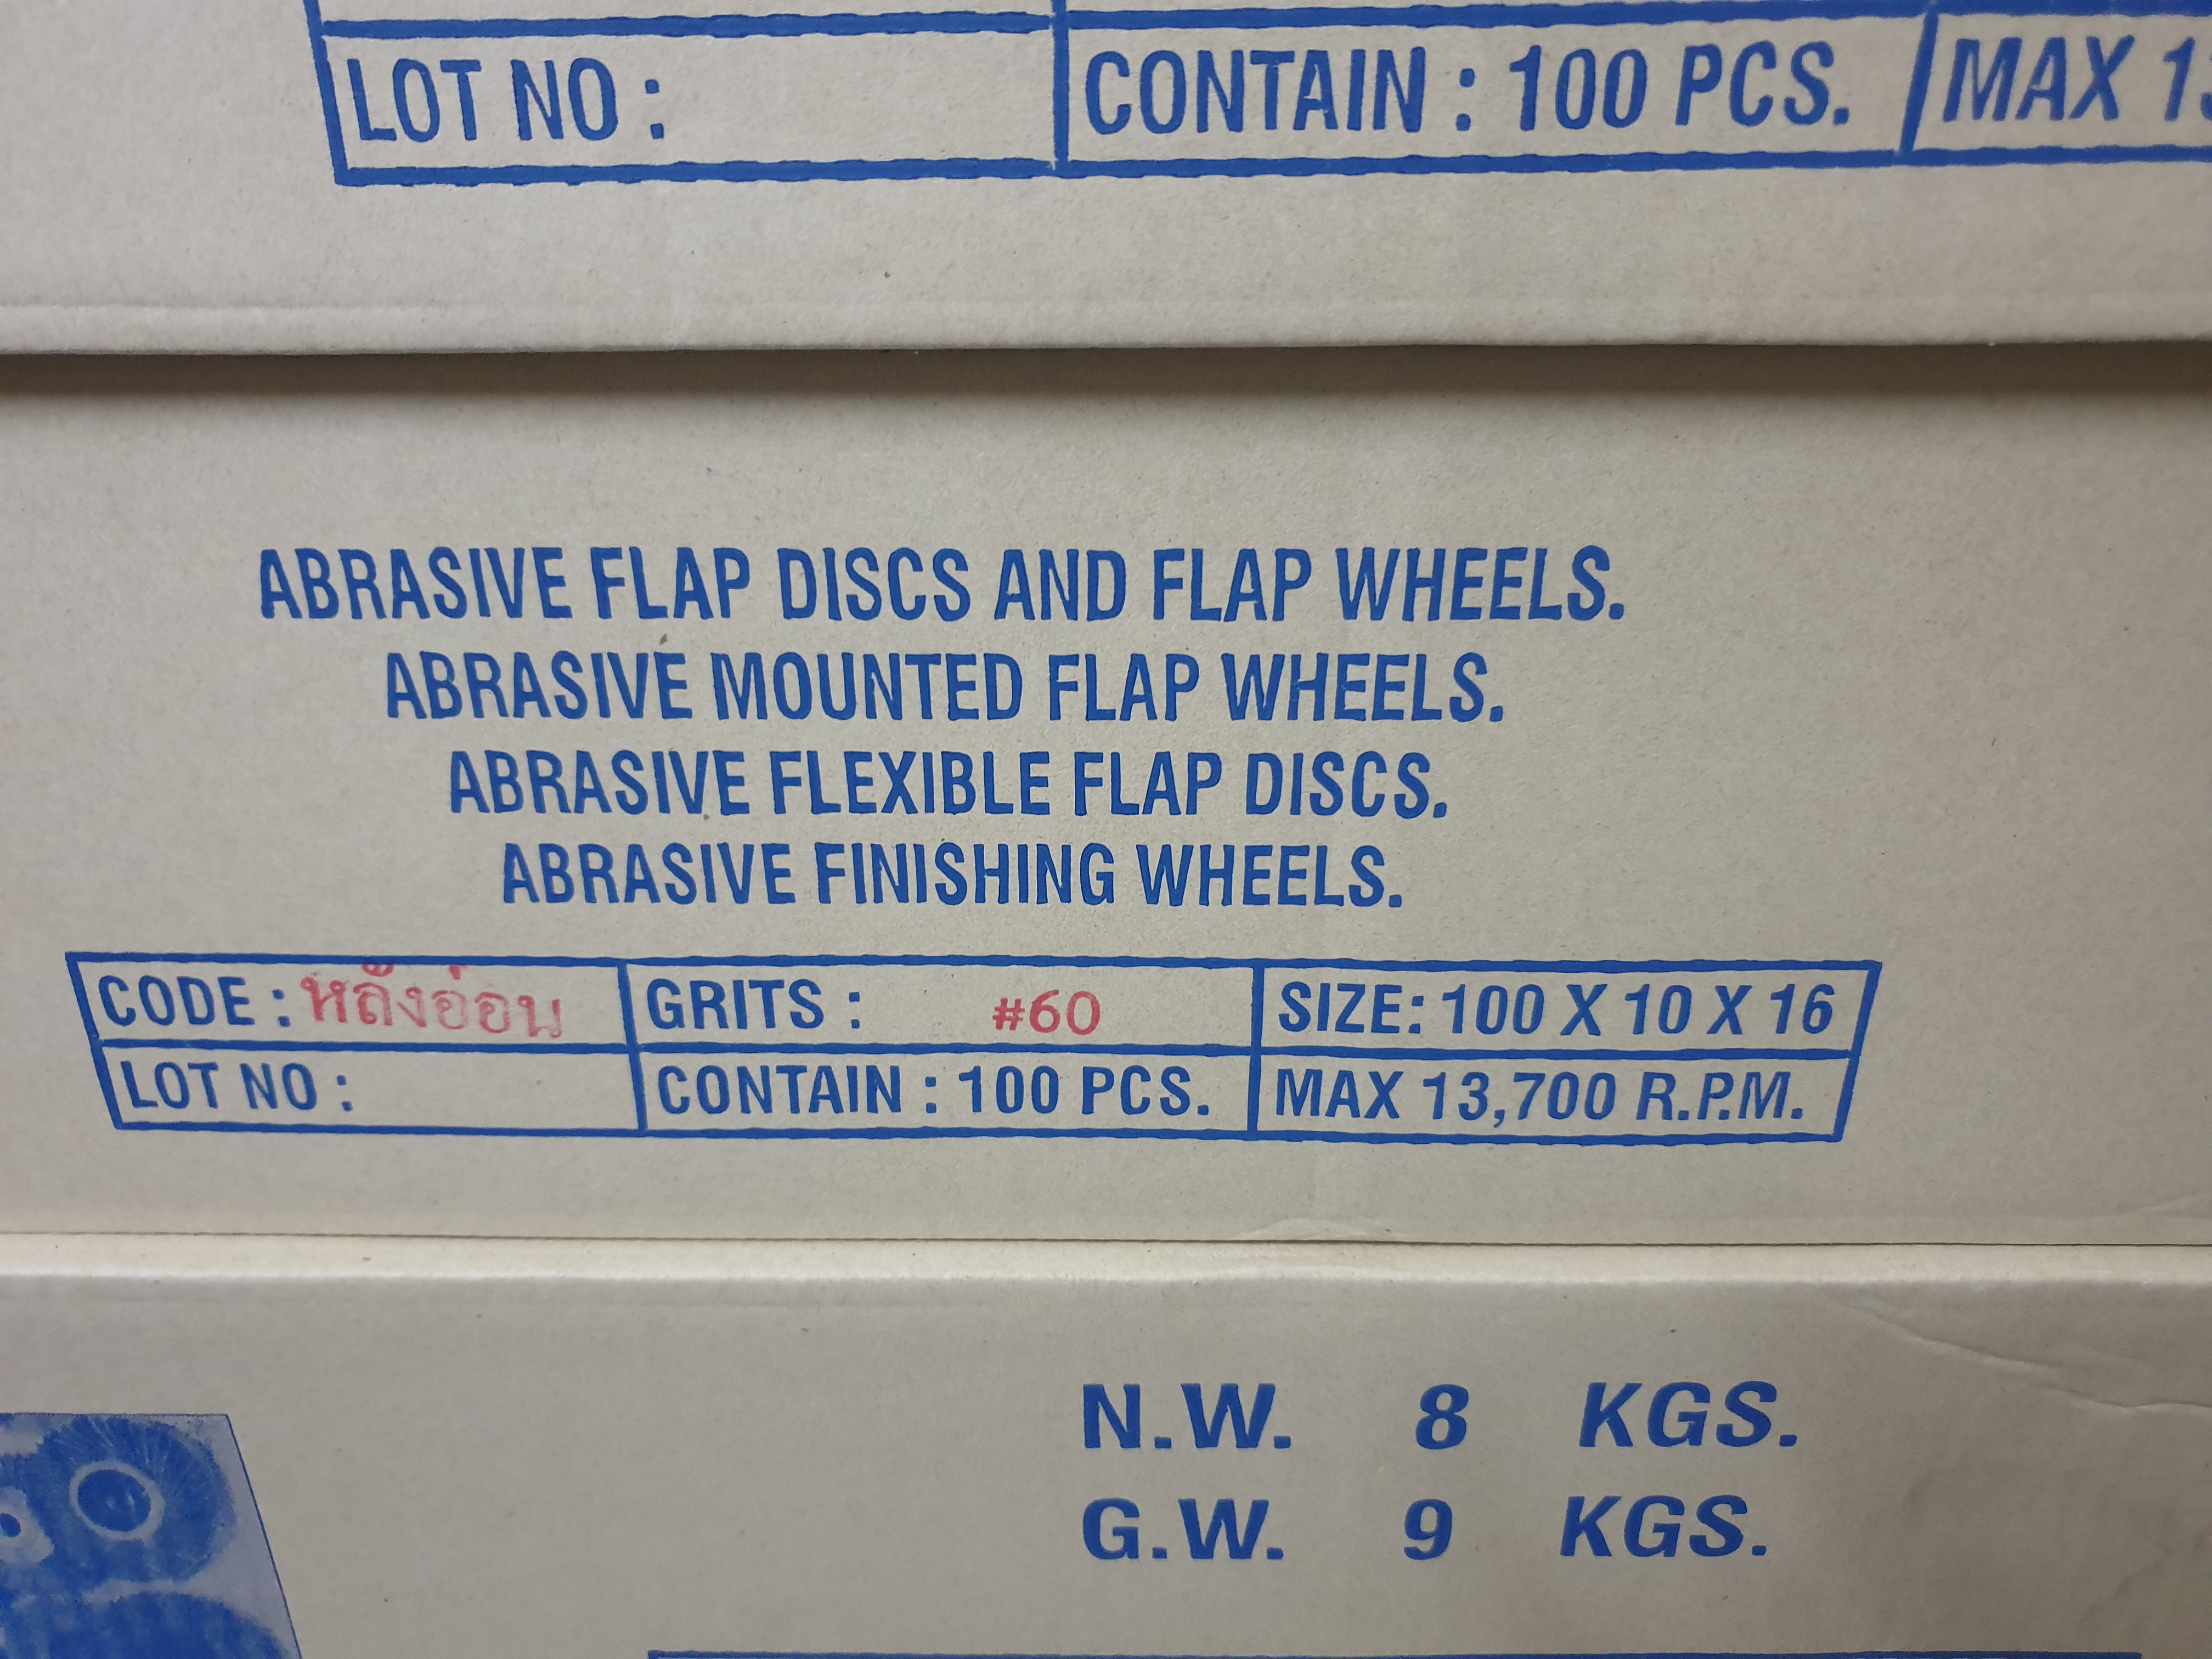 LOT NO : CONTAIN : 100 PCS. MAX 13
ABRASIVE FLAP DISCS AND FLAP WHEELS.
ABRASIVE MOUNTED FLAP WHEELS.
ABRASIVE FLEXIBLE FLAP DISCS.
ABRASIVE FINISHING WHEELS.
CODE : หลังอ่อน GRITS : #60 SIZE: 100 X 10 X 16
LOT NO : CONTAIN : 100 PCS. MAX 13,700 R.P.M.
N.W. 8 KGS.
G.W. 9 KGS.